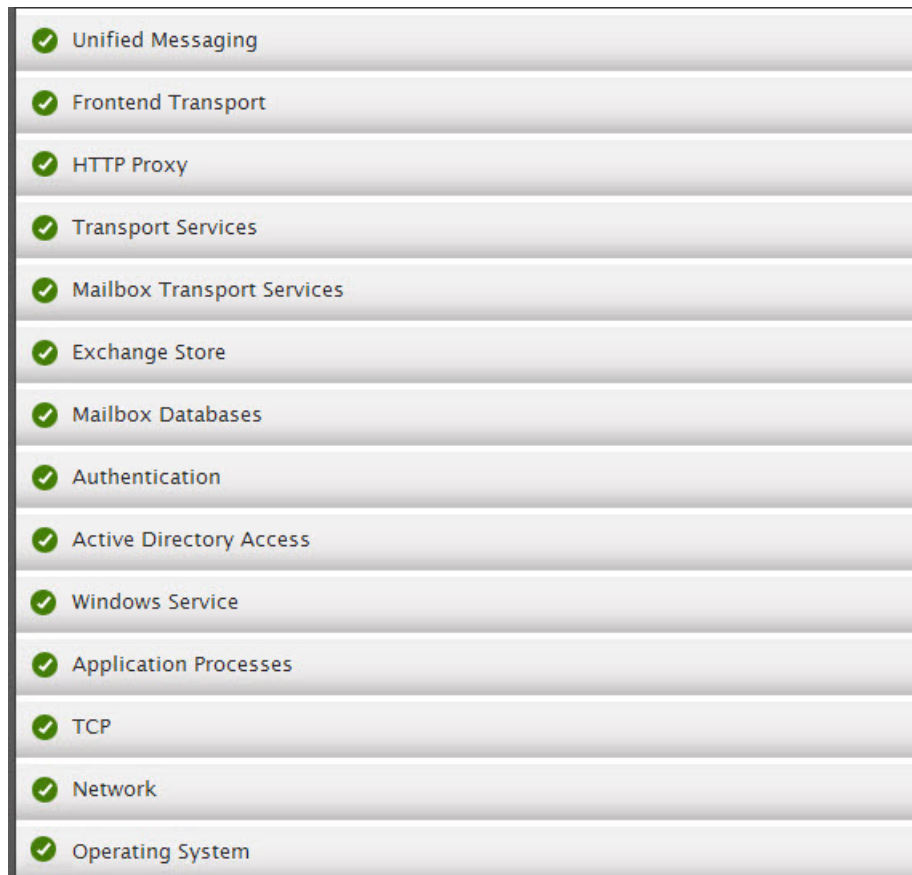 Unified Messaging
Frontend Transport
HTTP Proxy
Transport Services
Mailbox Transport Services
Exchange Store
Mailbox Databases
Authentication
Active Directory Access
Windows Service
Application Processes
TCP
Network
Operating System